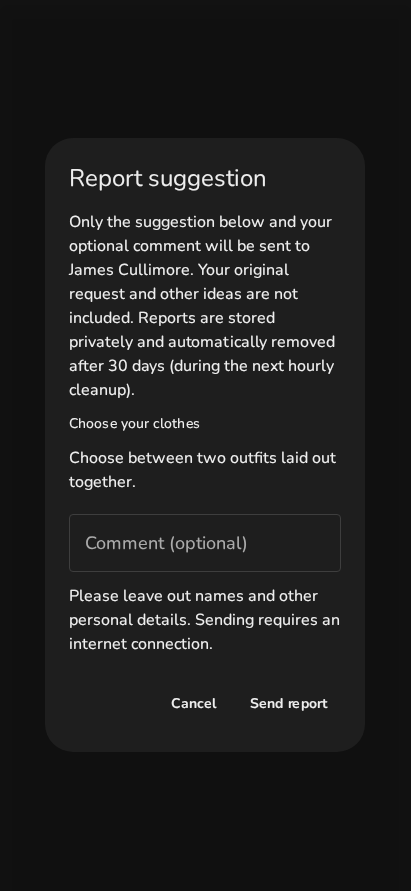 Report suggestion
Only the suggestion below and your
optional comment will be sent to
James Cullimore. Your original
request and other ideas are not
included. Reports are stored
privately and automatically removed
after 30 days (during the next hourly
cleanup).
Choose your clothes
Choose between two outfits laid out
together.
Comment (optional)
Please leave out names and other
personal details. Sending requires an
internet connection.
Cancel Send report